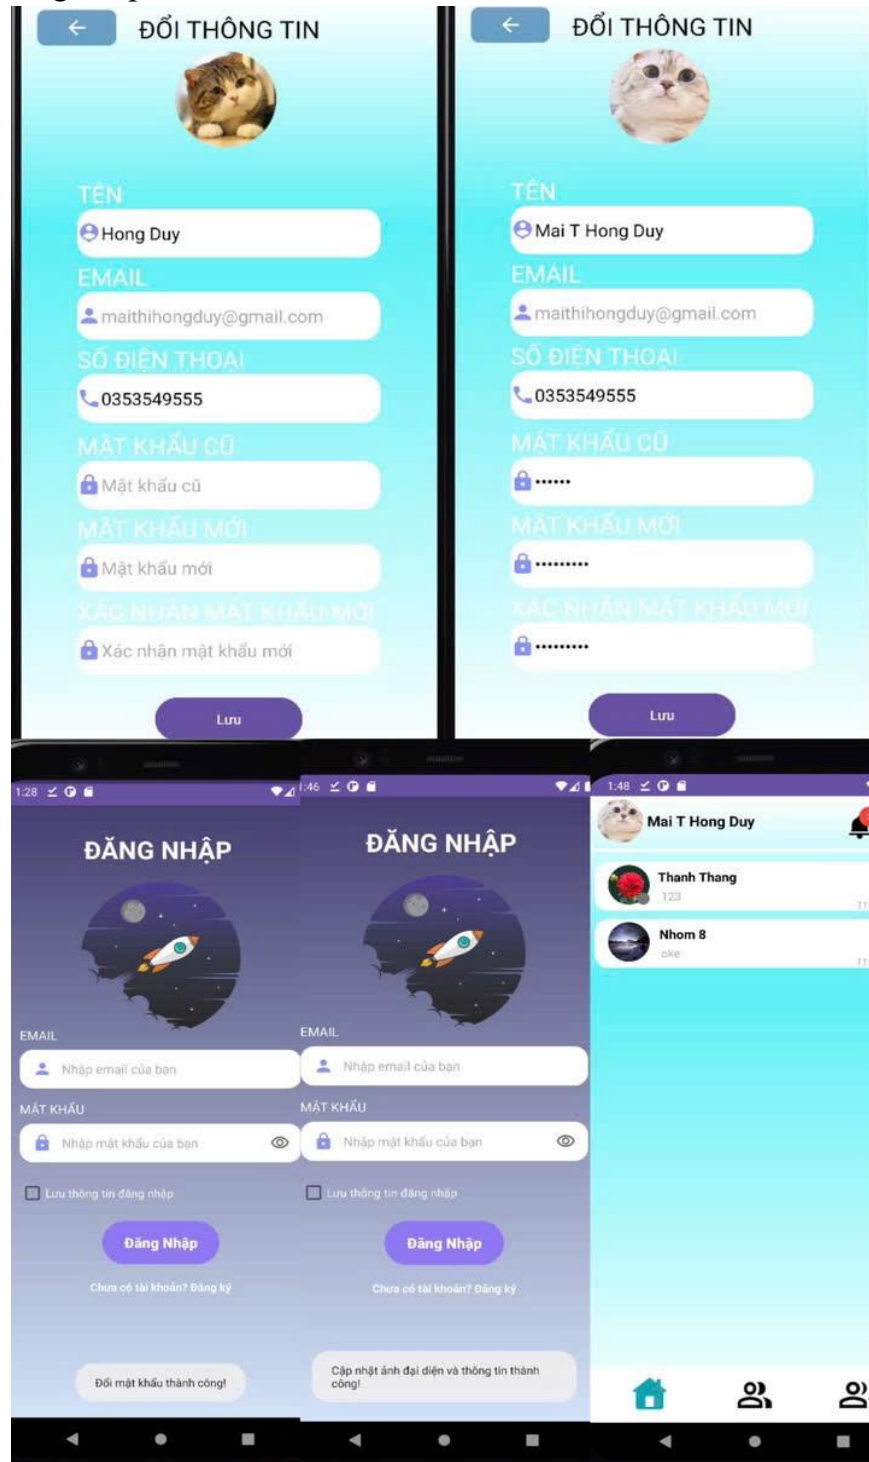 ĐỔI THÔNG TIN
TÊN
Hong Duy
EMAIL
maithihongduy@gmail.com
SỐ ĐIỆN THOẠI
0353549555
MẬT KHẨU CŨ
Mật khẩu cũ
MẬT KHẨU MỚI
Mật khẩu mới
XÁC NHẬN MẬT KHẨU MỚI
Xác nhận mật khẩu mới
Lưu
ĐỔI THÔNG TIN
TÊN
Mai T Hong Duy
EMAIL
maithihongduy@gmail.com
SỐ ĐIỆN THOẠI
0353549555
MẬT KHẨU CŨ
••••••
MẬT KHẨU MỚI
•••••••••
XÁC NHẬN MẬT KHẨU MỚI
•••••••••
Lưu
1:28
ĐĂNG NHẬP
EMAIL
Nhập email của bạn
MẬT KHẨU
Nhập mật khẩu của bạn
Lưu thông tin đăng nhập
Đăng Nhập
Chưa có tài khoản? Đăng ký
Đổi mật khẩu thành công!
:46
ĐĂNG NHẬP
EMAIL
Nhập email của bạn
MẬT KHẨU
Nhập mật khẩu của bạn
Lưu thông tin đăng nhập
Đăng Nhập
Chưa có tài khoản? Đăng ký
Cập nhật ảnh đại diện và thông tin thành
công!
1:48
Mai T Hong Duy
Thanh Thang
123
Nhom 8
oke